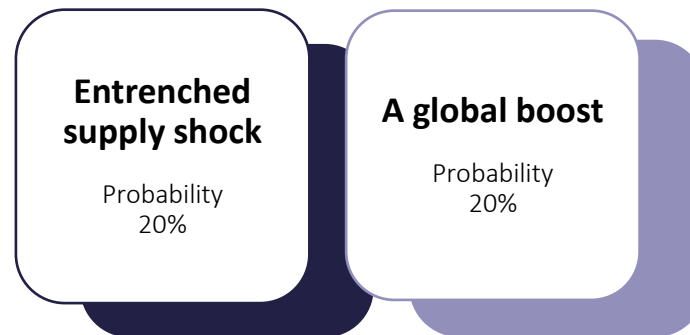 Entrenched
supply shock
Probability
20%
A global boost
Probability
20%